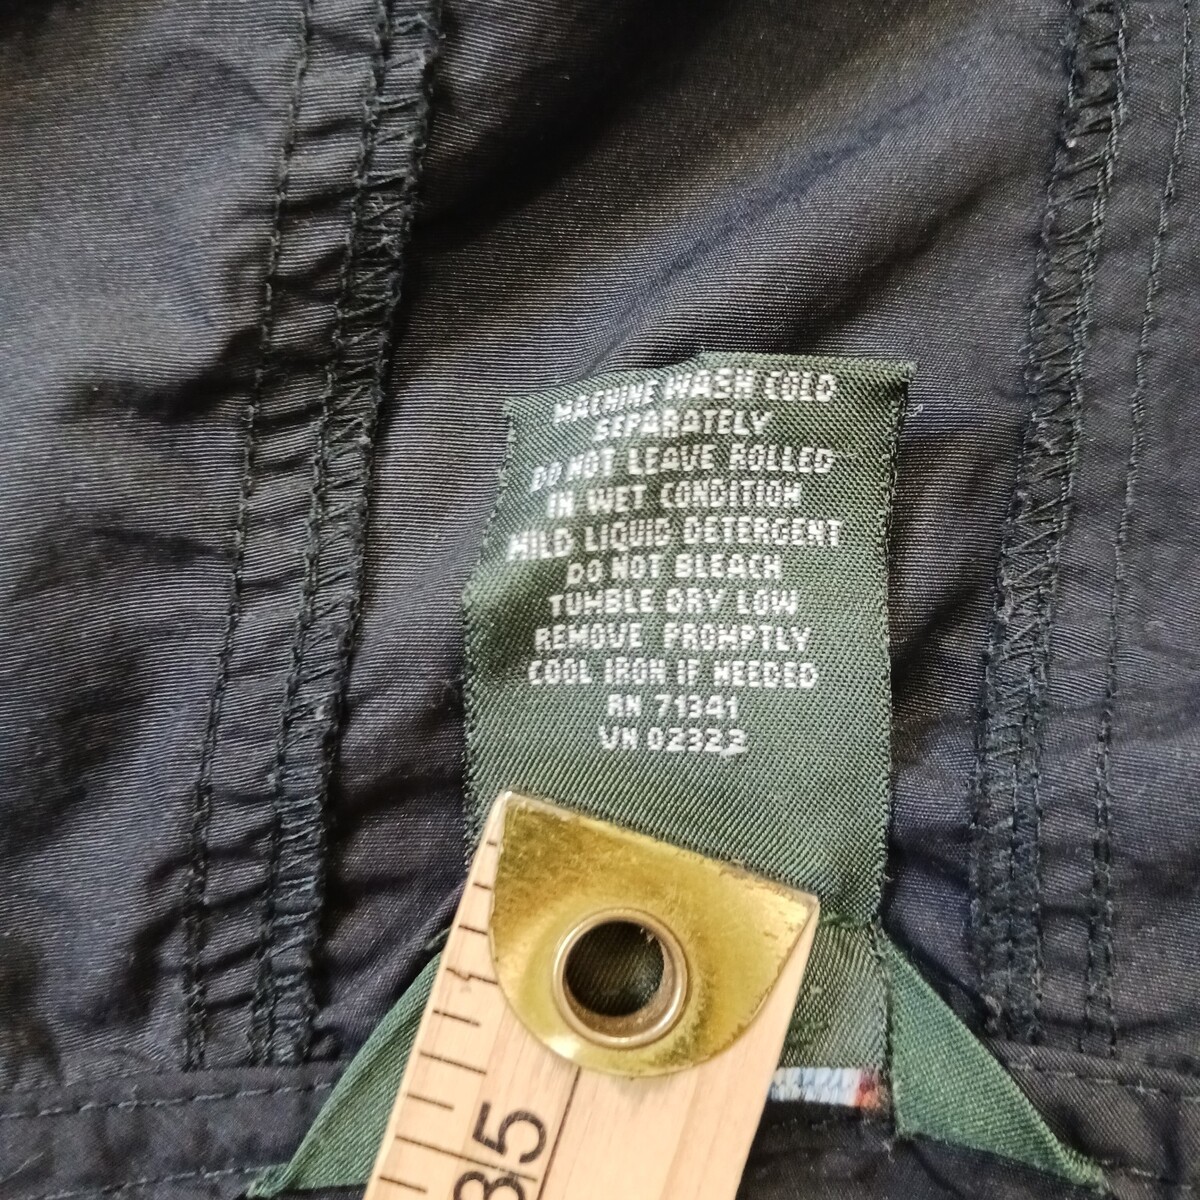 MACHINE WASH COLD
SEPARATELY
DO NOT LEAVE ROLLED
IN WET CONDITION
MILD LIQUID DETERGENT
DO NOT BLEACH
TUMBLE DRY LOW
REMOVE PROMPTLY
COOL IRON IF NEEDED
RN 71341
VN 02322
35